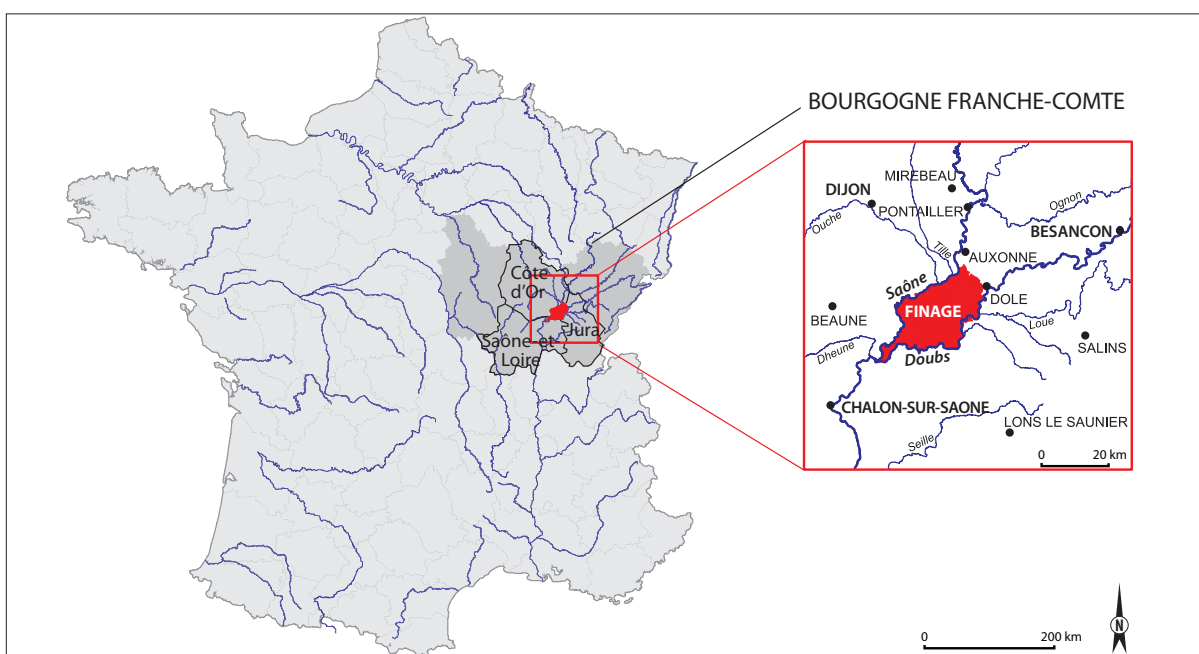 BOURGOGNE FRANCHE-COMTE
Côte
d'Or
Jura
Saône-et
Loire
MIREBEAU
DIJON
PONTAILLER
Ognon
Ouche
BESANCON
Tille
AUXONNE
Saône
DOLE
FINAGE
BEAUNE
Loue
SALINS
Dheune
Doubs
CHALON-SUR-SAONE
LONS LE SAUNIER
Seille
0 20 km
0 200 km
N